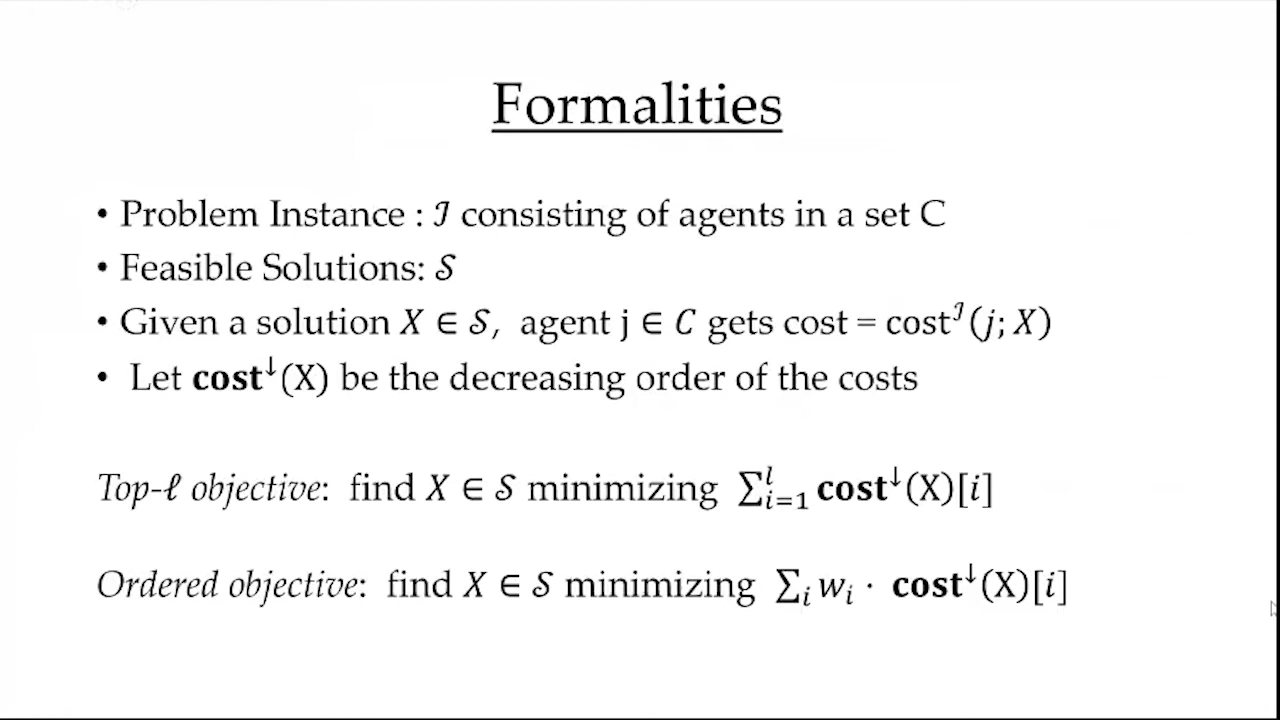 Formalities
• Problem Instance : ℐ consisting of agents in a set C
• Feasible Solutions: 𝒮
• Given a solution X ∈ 𝒮, agent j ∈ C gets cost = cost^ℐ(j; X)
• Let cost↓(X) be the decreasing order of the costs
Top-ℓ objective: find X ∈ 𝒮 minimizing ∑_{i=1}^{l} cost↓(X)[i]
Ordered objective: find X ∈ 𝒮 minimizing ∑_i w_i · cost↓(X)[i]